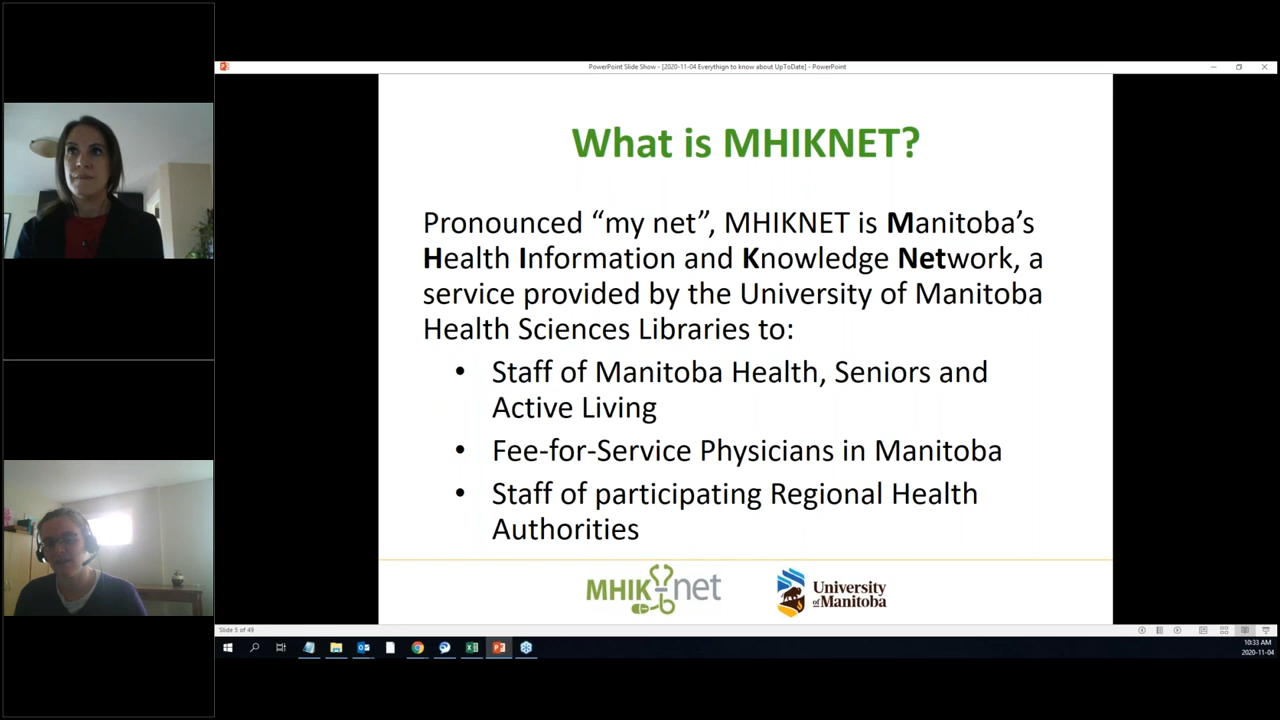 PowerPoint Slide Show - [2020-11-04 Everythign to know about UpToDate] - PowerPoint
What is MHIKNET?
Pronounced “my net”, MHIKNET is Manitoba’s
Health Information and Knowledge Network, a
service provided by the University of Manitoba
Health Sciences Libraries to:
• Staff of Manitoba Health, Seniors and
Active Living
• Fee-for-Service Physicians in Manitoba
• Staff of participating Regional Health
Authorities
MHIKnet
University
of Manitoba
Slide 5 of 49
10:33 AM
2020-11-04